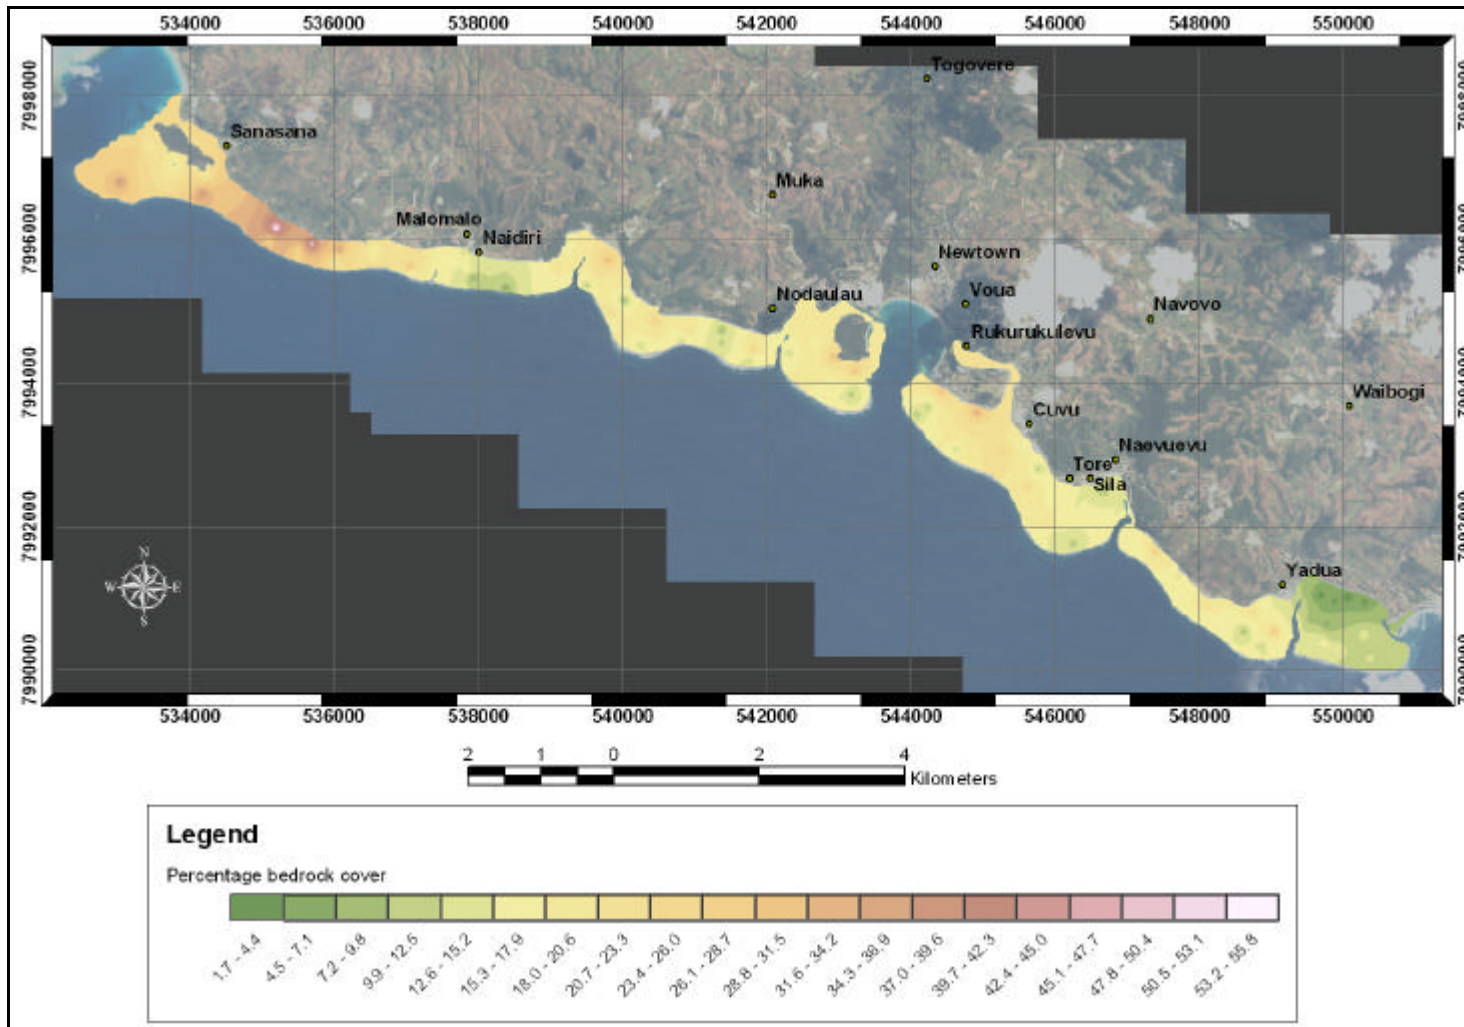 534000 536000 538000 540000 542000 544000 546000 548000 550000
7998000
7998000
Togovere
Sanasana
Muka
7996000
7996000
Malomalo
Naidiri
Newtown
Nodaulau
Voua
Navovo
Rukurukulevu
7994000
7994000
Waibogi
Cuvu
Naevuevu
Tore
Sila
7992000
7992000
N
W E
S
Yadua
7990000
7990000
534000 536000 538000 540000 542000 544000 546000 548000 550000
2 1 0 2 4
Kilometers
Legend
Percentage bedrock cover
1.7 - 4.4
4.5 - 7.1
7.2 - 9.8
9.9 - 12.5
12.6 - 15.2
15.3 - 17.9
18.0 - 20.6
20.7 - 23.3
23.4 - 26.0
26.1 - 28.7
28.8 - 31.5
31.6 - 34.2
34.3 - 36.9
37.0 - 39.6
39.7 - 42.3
42.4 - 45.0
45.1 - 47.7
47.8 - 50.4
50.5 - 53.1
53.2 - 55.8